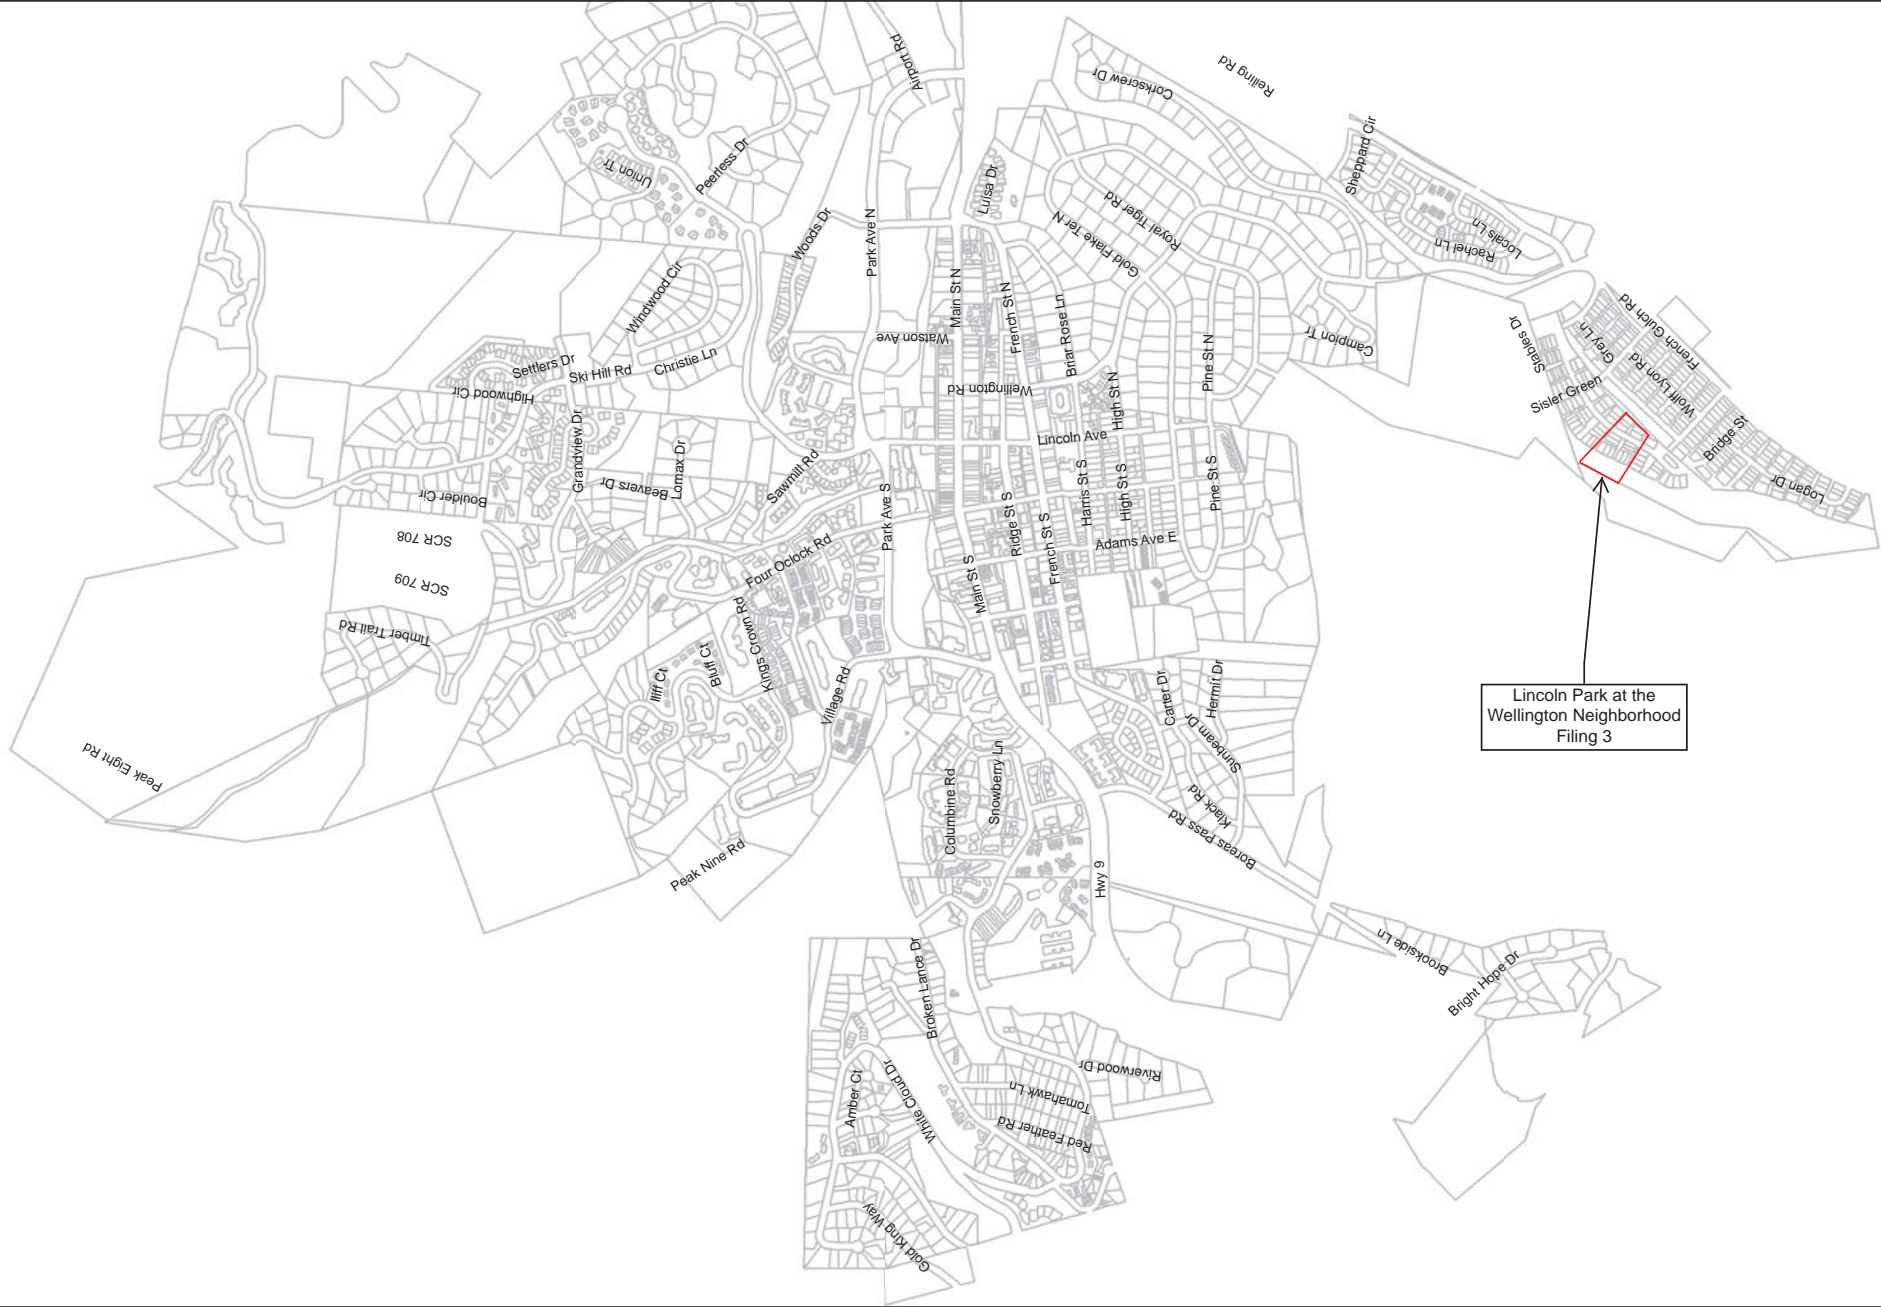 Airport Rd
Reiling Rd
Corkscrew Dr
Sheppard Cir
Union Tr
Peerless Dr
Luisa Dr
Royal Tiger Rd
Gold Flake Ter N
Locals Ln
Rachel Ln
Woods Dr
Park Ave N
Windwood Cir
Main St N
French St N
Briar Rose Ln
Watson Ave
Pine St N
Campion Tr
Stables Dr
Grey Ln
French Gulch Rd
Wolff Lyon Rd
Sisler Green
Settlers Dr
Ski Hill Rd
Christie Ln
Highwood Cir
Wellington Rd
High St N
Grandview Dr
Lincoln Ave
Bridge St
Logan Dr
Lomax Dr
Beavers Dr
Boulder Cir
Sawmill Rd
Harris St S
High St S
Pine St S
Park Ave S
Ridge St S
French St S
Adams Ave E
SCR 708
SCR 709
Four Oclock Rd
Main St S
Timber Trail Rd
Kings Crown Rd
Bluff Ct
Iliff Ct
Village Rd
Carter Dr
Hermit Dr
Sunbeam Dr
Lincoln Park at the
Wellington Neighborhood
Filing 3
Peak Eight Rd
Columbine Rd
Snowberry Ln
Klack Rd
Boreas Pass Rd
Peak Nine Rd
Hwy 9
Broken Lance Dr
Brookside Ln
Bright Hope Dr
Amber Ct
White Cloud Dr
Riverwood Dr
Tomahawk Ln
Red Feather Rd
Gold King Way